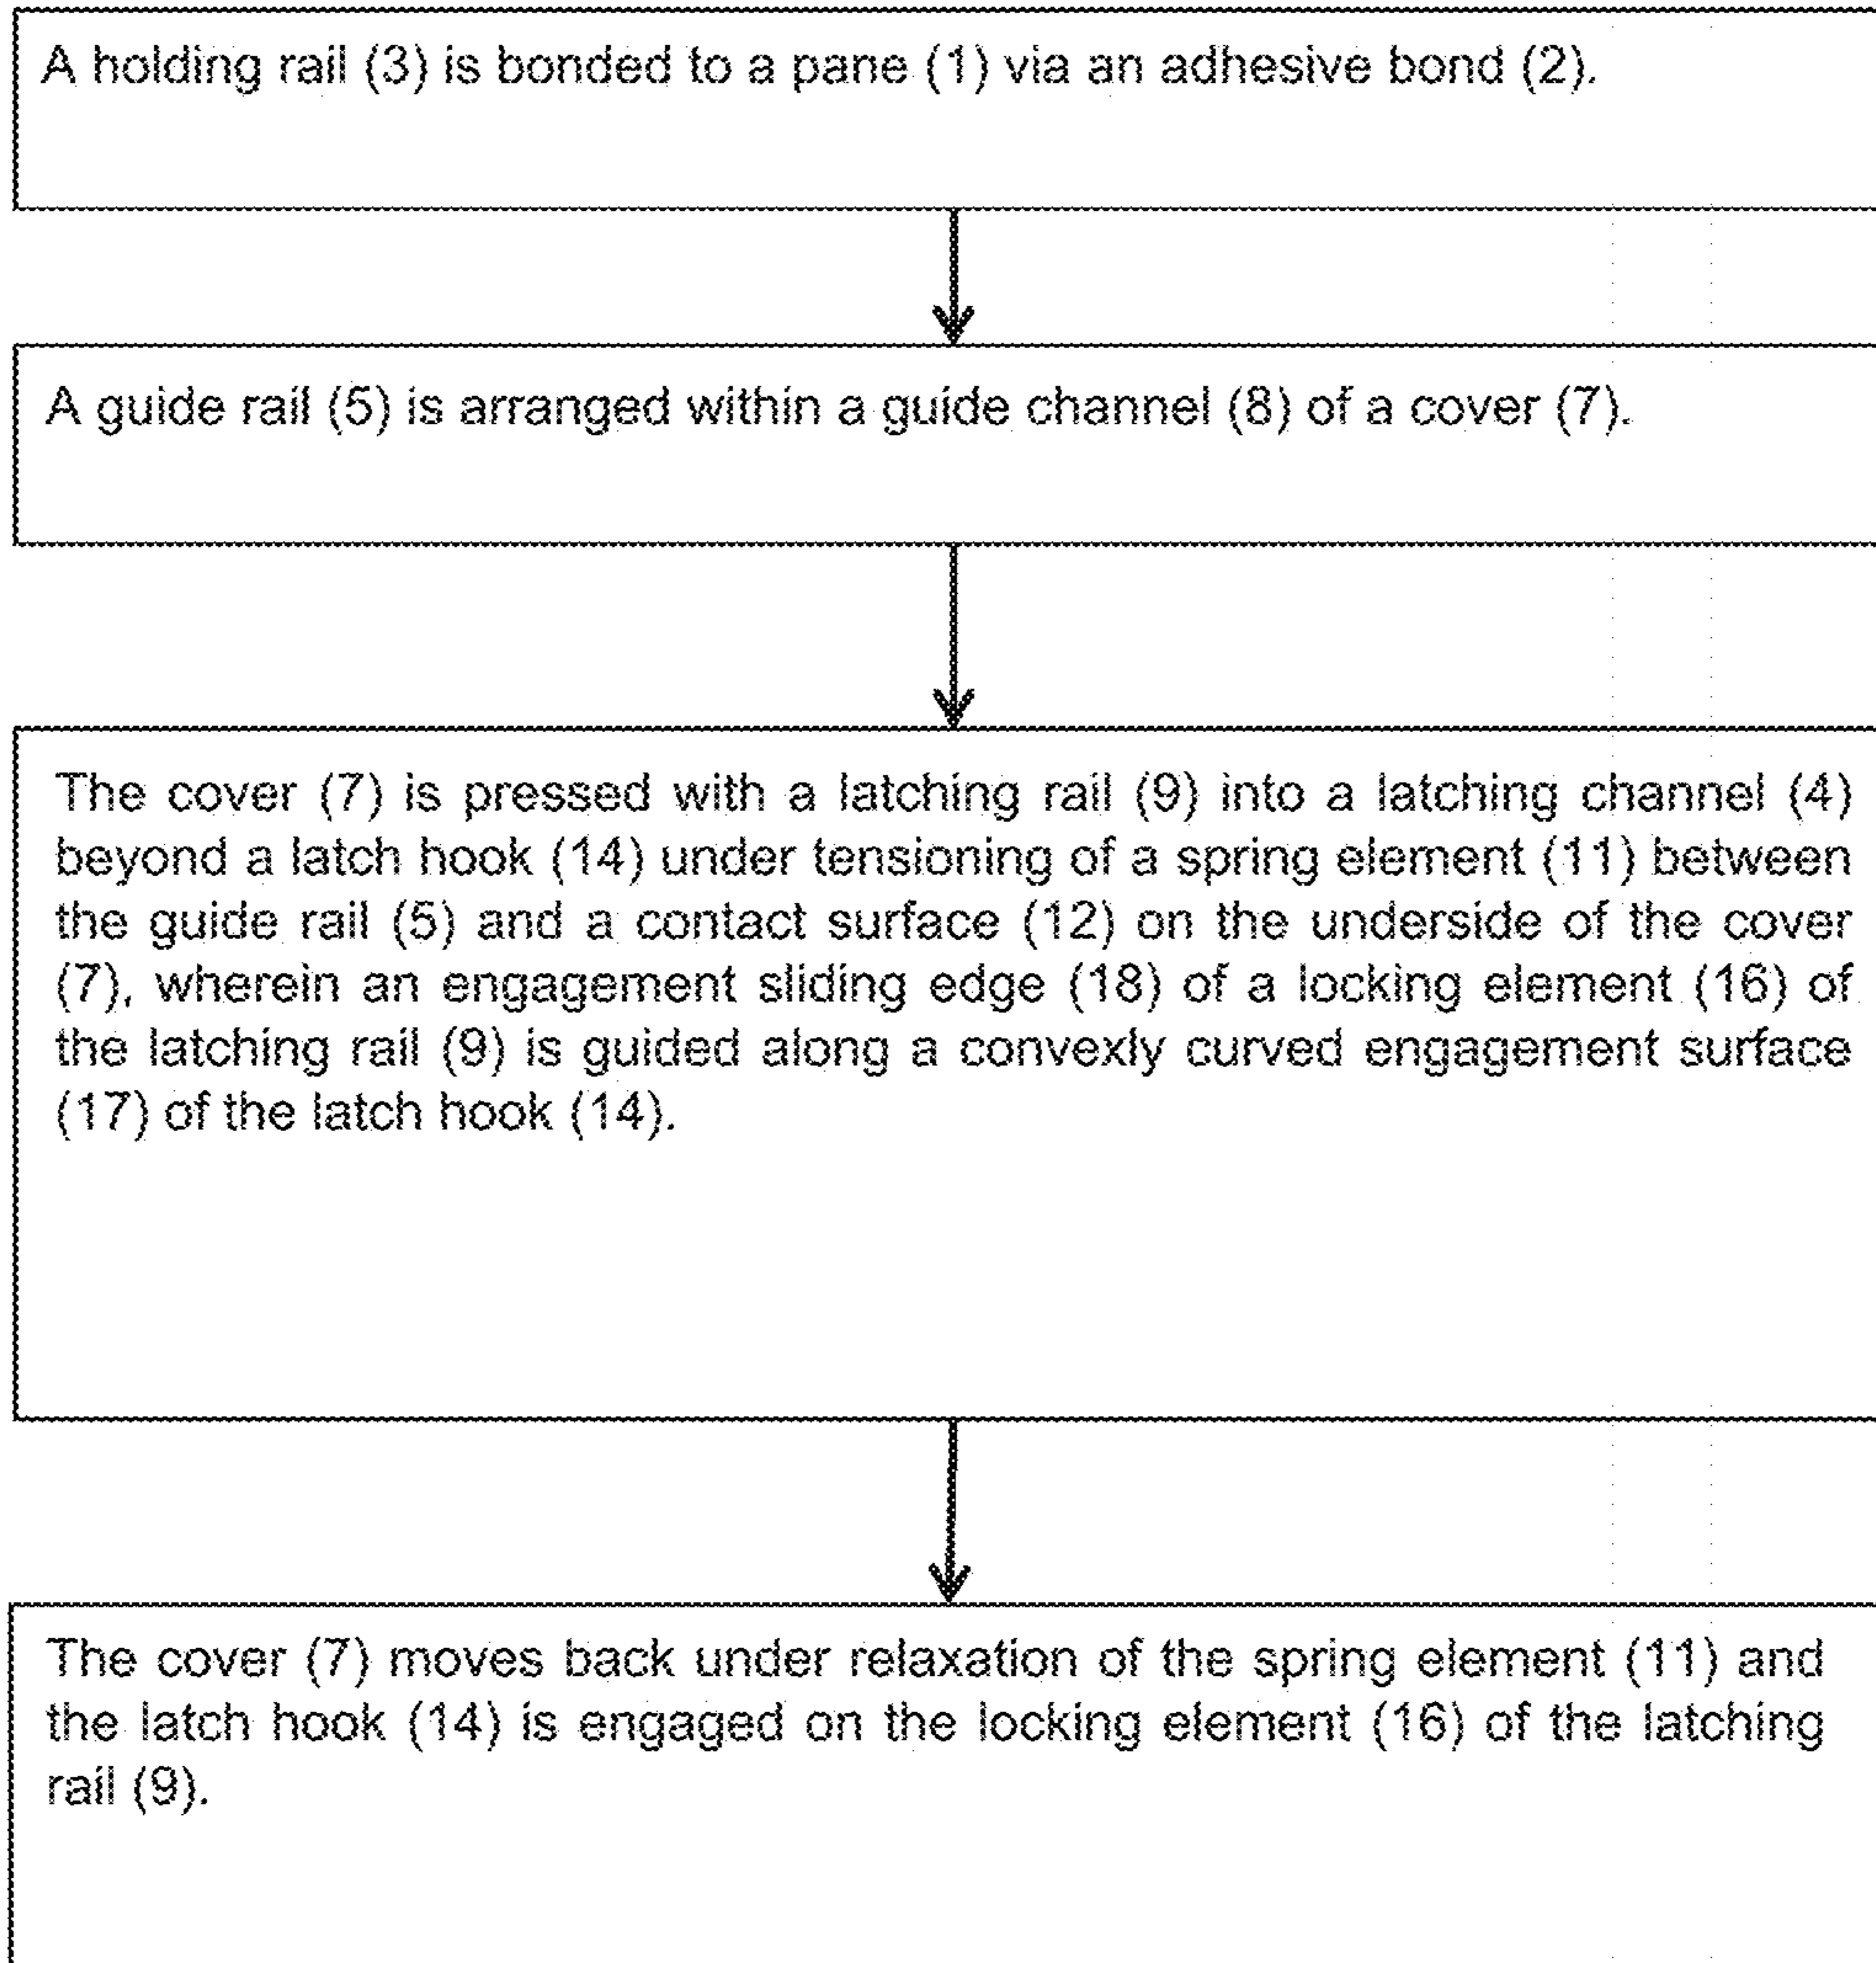 A holding rail (3) is bonded to a pane (1) via an adhesive bond (2).
A guide rail (5) is arranged within a guide channel (8) of a cover (7).
The cover (7) is pressed with a latching rail (9) into a latching channel (4)
beyond a latch hook (14) under tensioning of a spring element (11) between
the guide rail (5) and a contact surface (12) on the underside of the cover
(7), wherein an engagement sliding edge (18) of a locking element (16) of
the latching rail (9) is guided along a convexly curved engagement surface
(17) of the latch hook (14).
The cover (7) moves back under relaxation of the spring element (11) and
the latch hook (14) is engaged on the locking element (16) of the latching
rail (9).